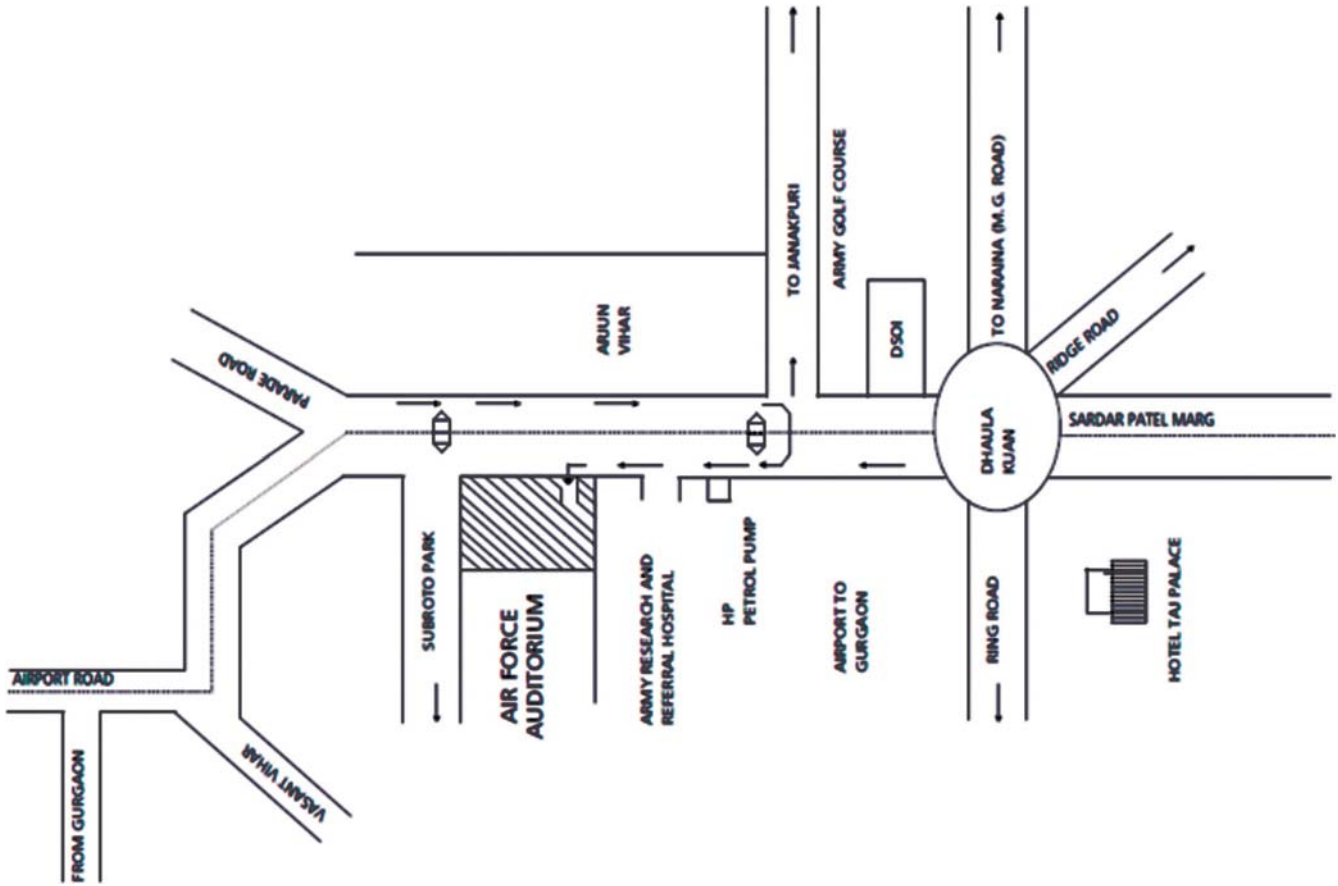 PARADE ROAD
ARJUN
VIHAR
TO JANAKPURI
ARMY GOLF COURSE
DSOI
TO NARAINA (M. G. ROAD)
RIDGE ROAD
SARDAR PATEL MARG
DHAULA
KUAN
AIRPORT ROAD
FROM GURGAON
VASANT VIHAR
SUBROTO PARK
AIR FORCE
AUDITORIUM
ARMY RESEARCH AND
REFERRAL HOSPITAL
HP
PETROL PUMP
AIRPORT TO
GURGAON
RING ROAD
HOTEL TAJ PALACE